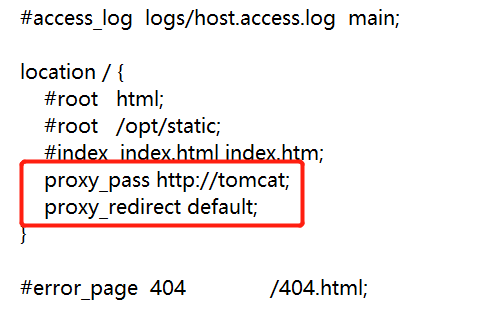 #access_log logs/host.access.log main;
location / {
#root html;
#root /opt/static;
#index index.html index.htm;
proxy_pass http://tomcat;
proxy_redirect default;
}
#error_page 404 /404.html;